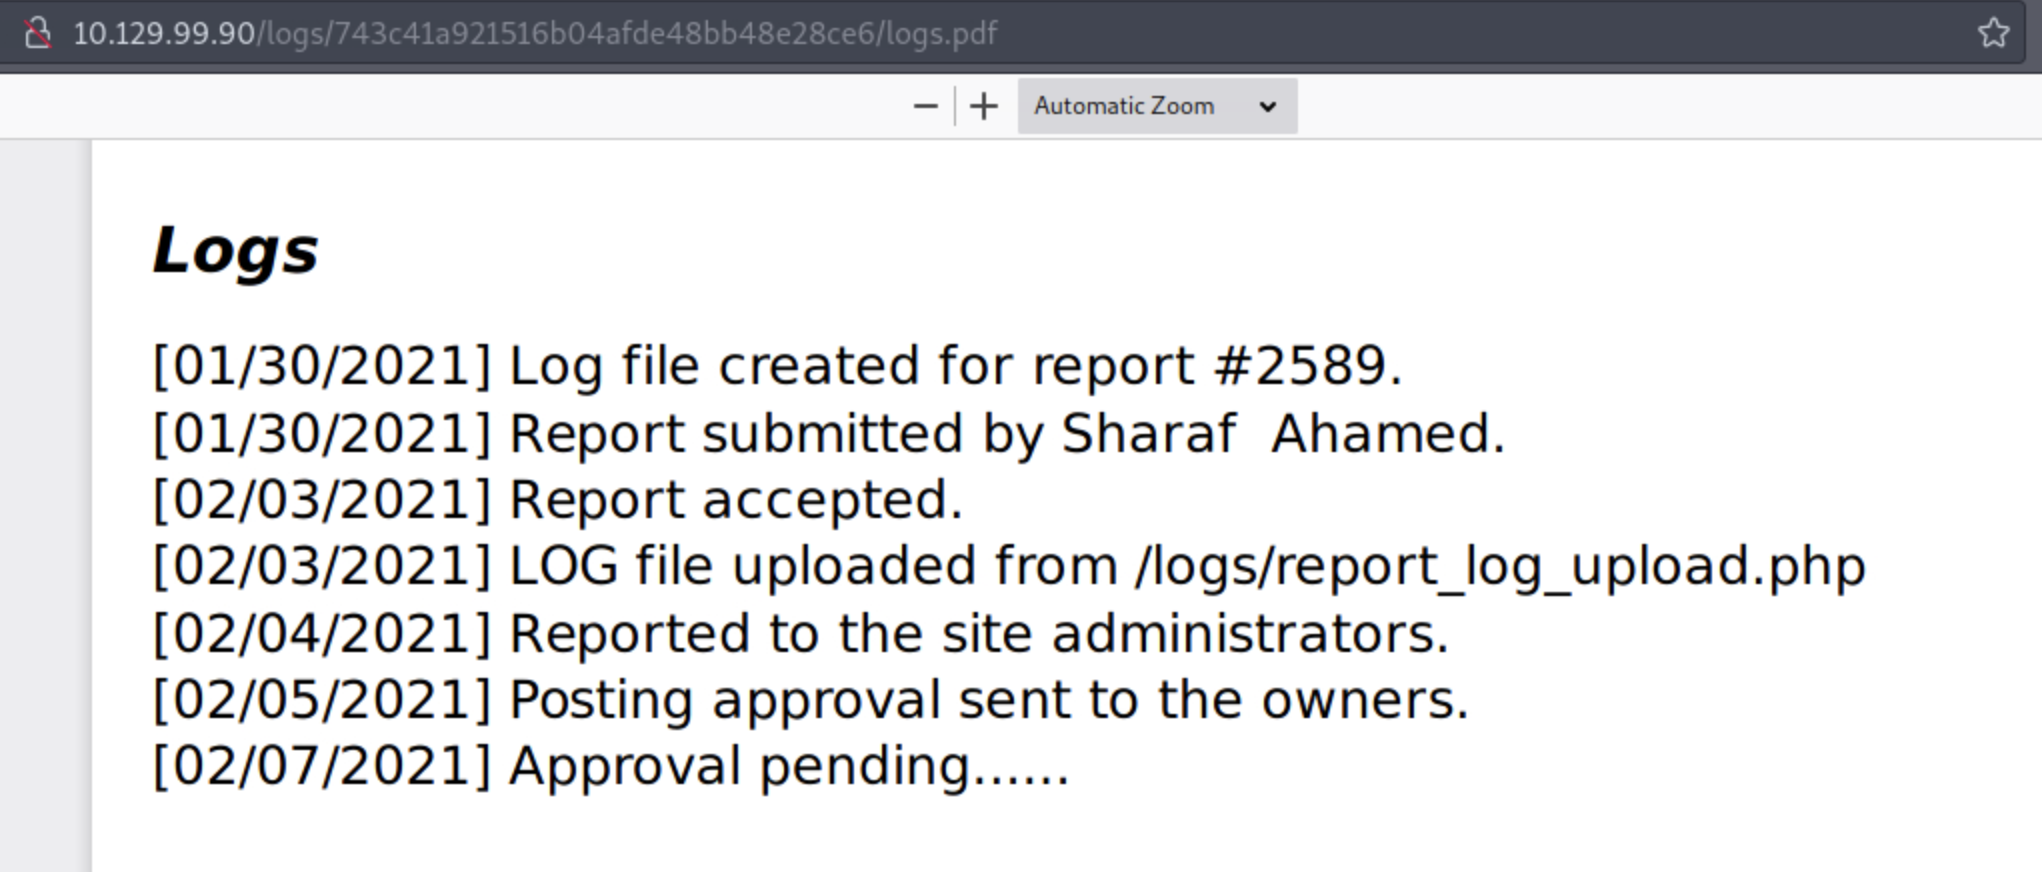 10.129.99.90/logs/743c41a921516b04afde48bb48e28ce6/logs.pdf
Automatic Zoom
Logs
[01/30/2021] Log file created for report #2589.
[01/30/2021] Report submitted by Sharaf  Ahamed.
[02/03/2021] Report accepted.
[02/03/2021] LOG file uploaded from /logs/report_log_upload.php
[02/04/2021] Reported to the site administrators.
[02/05/2021] Posting approval sent to the owners.
[02/07/2021] Approval pending......